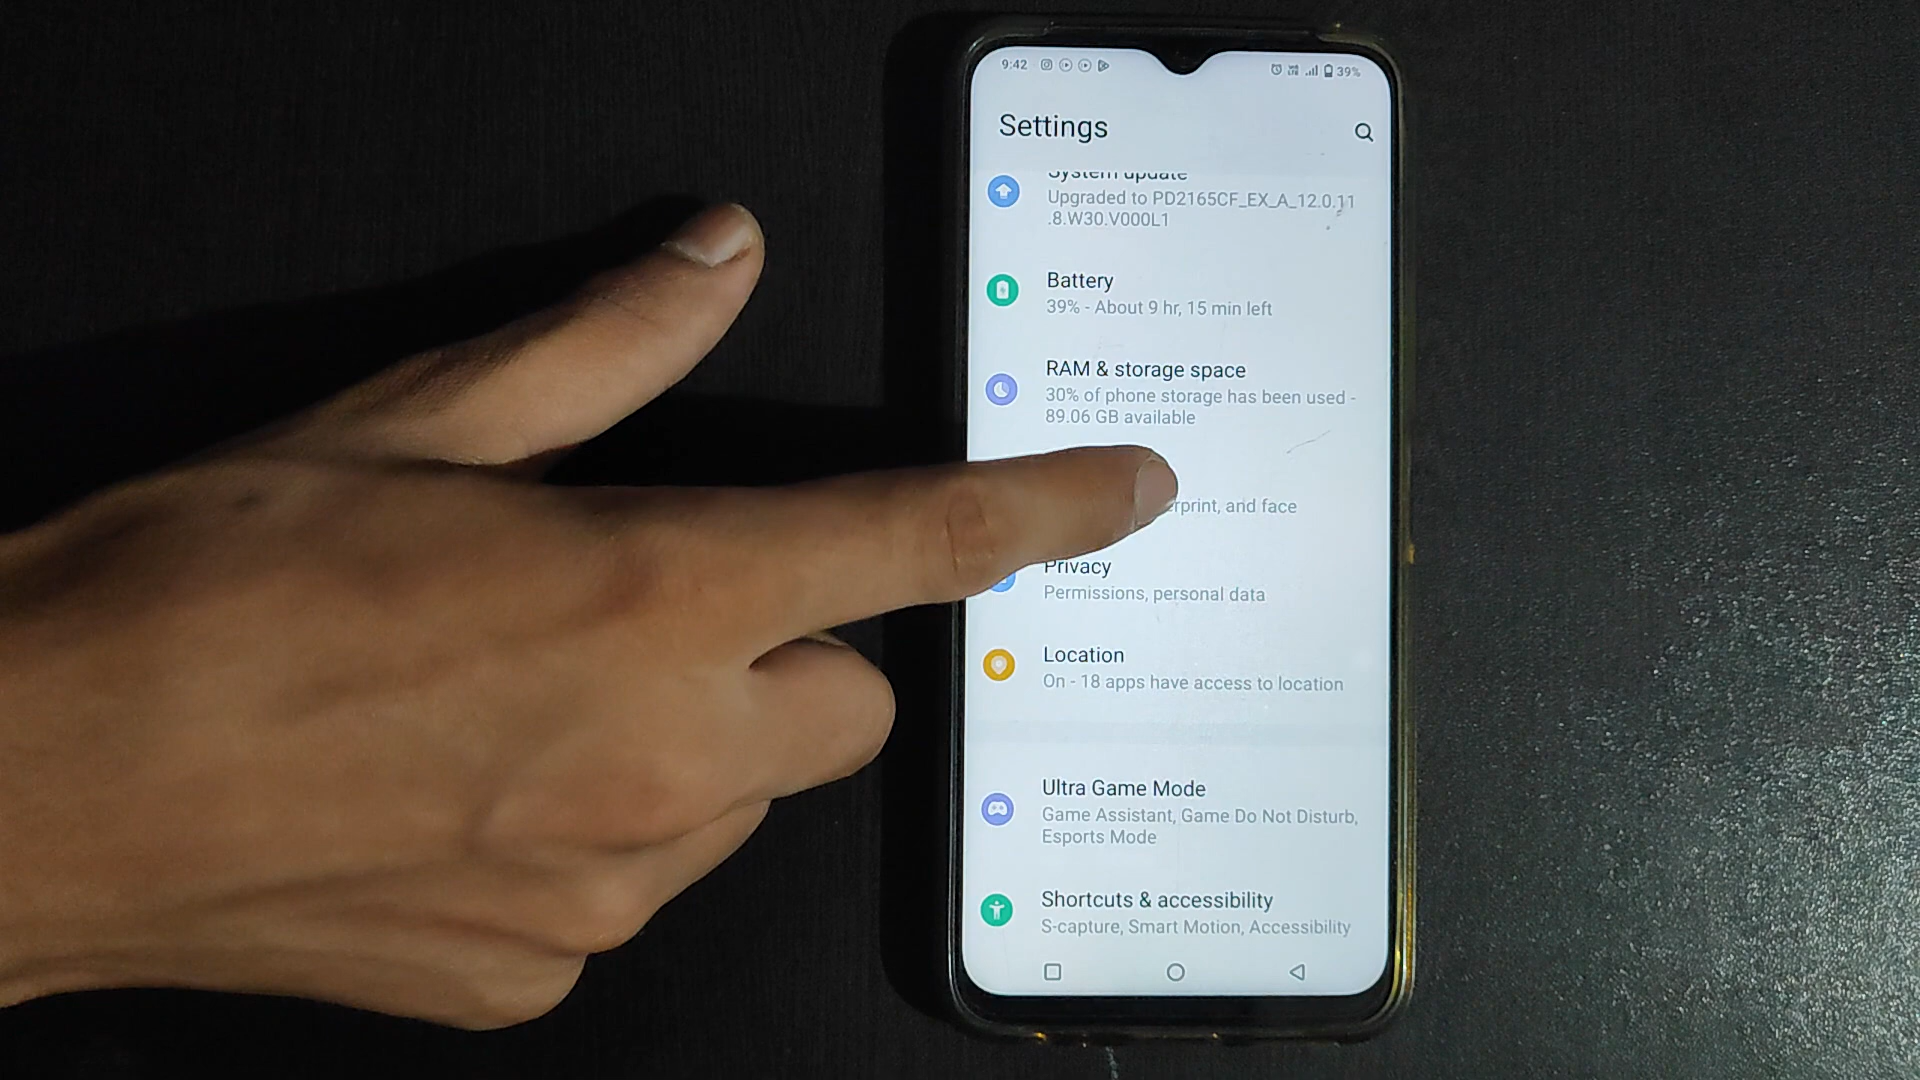 9:42
39%
Settings
System update
Upgraded to PD2165CF_EX_A_12.0.11
.8.W30.V000L1
Battery
39% - About 9 hr, 15 min left
RAM & storage space
30% of phone storage has been used -
89.06 GB available
and face
Privacy
Permissions, personal data
Location
On - 18 apps have access to location
Ultra Game Mode
Game Assistant, Game Do Not Disturb,
Esports Mode
Shortcuts & accessibility
S-capture, Smart Motion, Accessibility